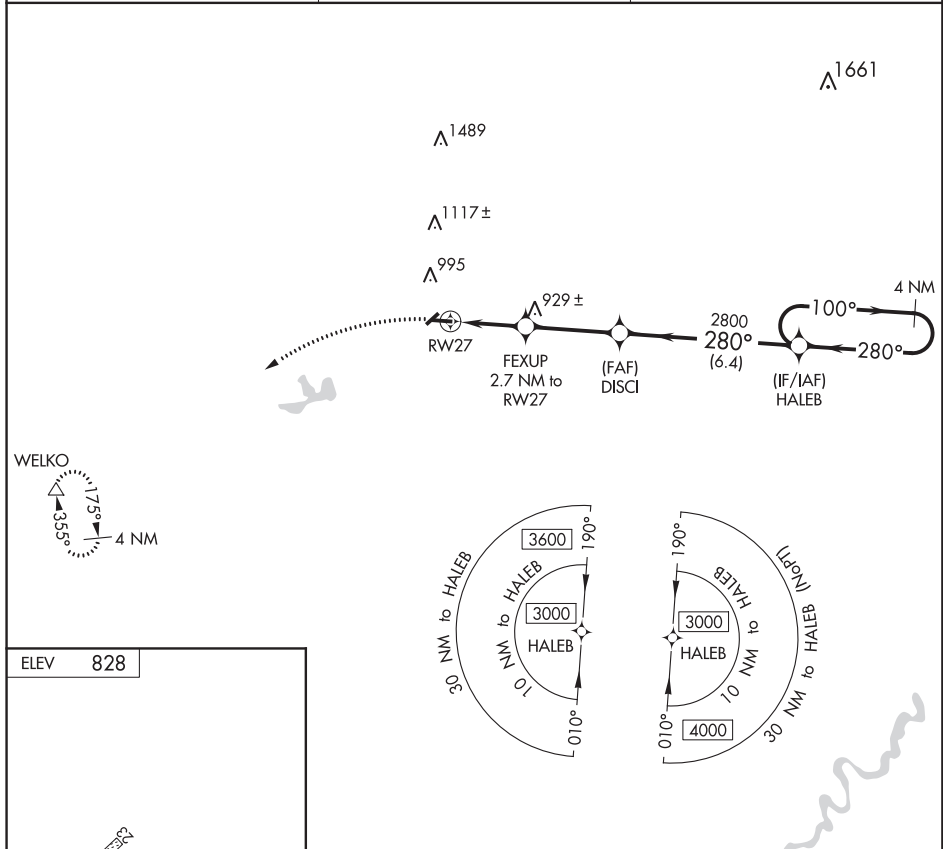 1661
1489
1117 ±
995
929 ±
4 NM
100°
2800
280°
280°
(6.4)
RW27
FEXUP
2.7 NM to
RW27
(FAF)
DISCI
(IF/IAF)
HALEB
WELKO
175°
355°
4 NM
3600
190°
190°
30 NM to HALEB
10 NM to HALEB
3000
HALEB
010°
3000
HALEB
10 NM to HALEB
30 NM to HALEB (NoPT)
010°
4000
ELEV 828
23